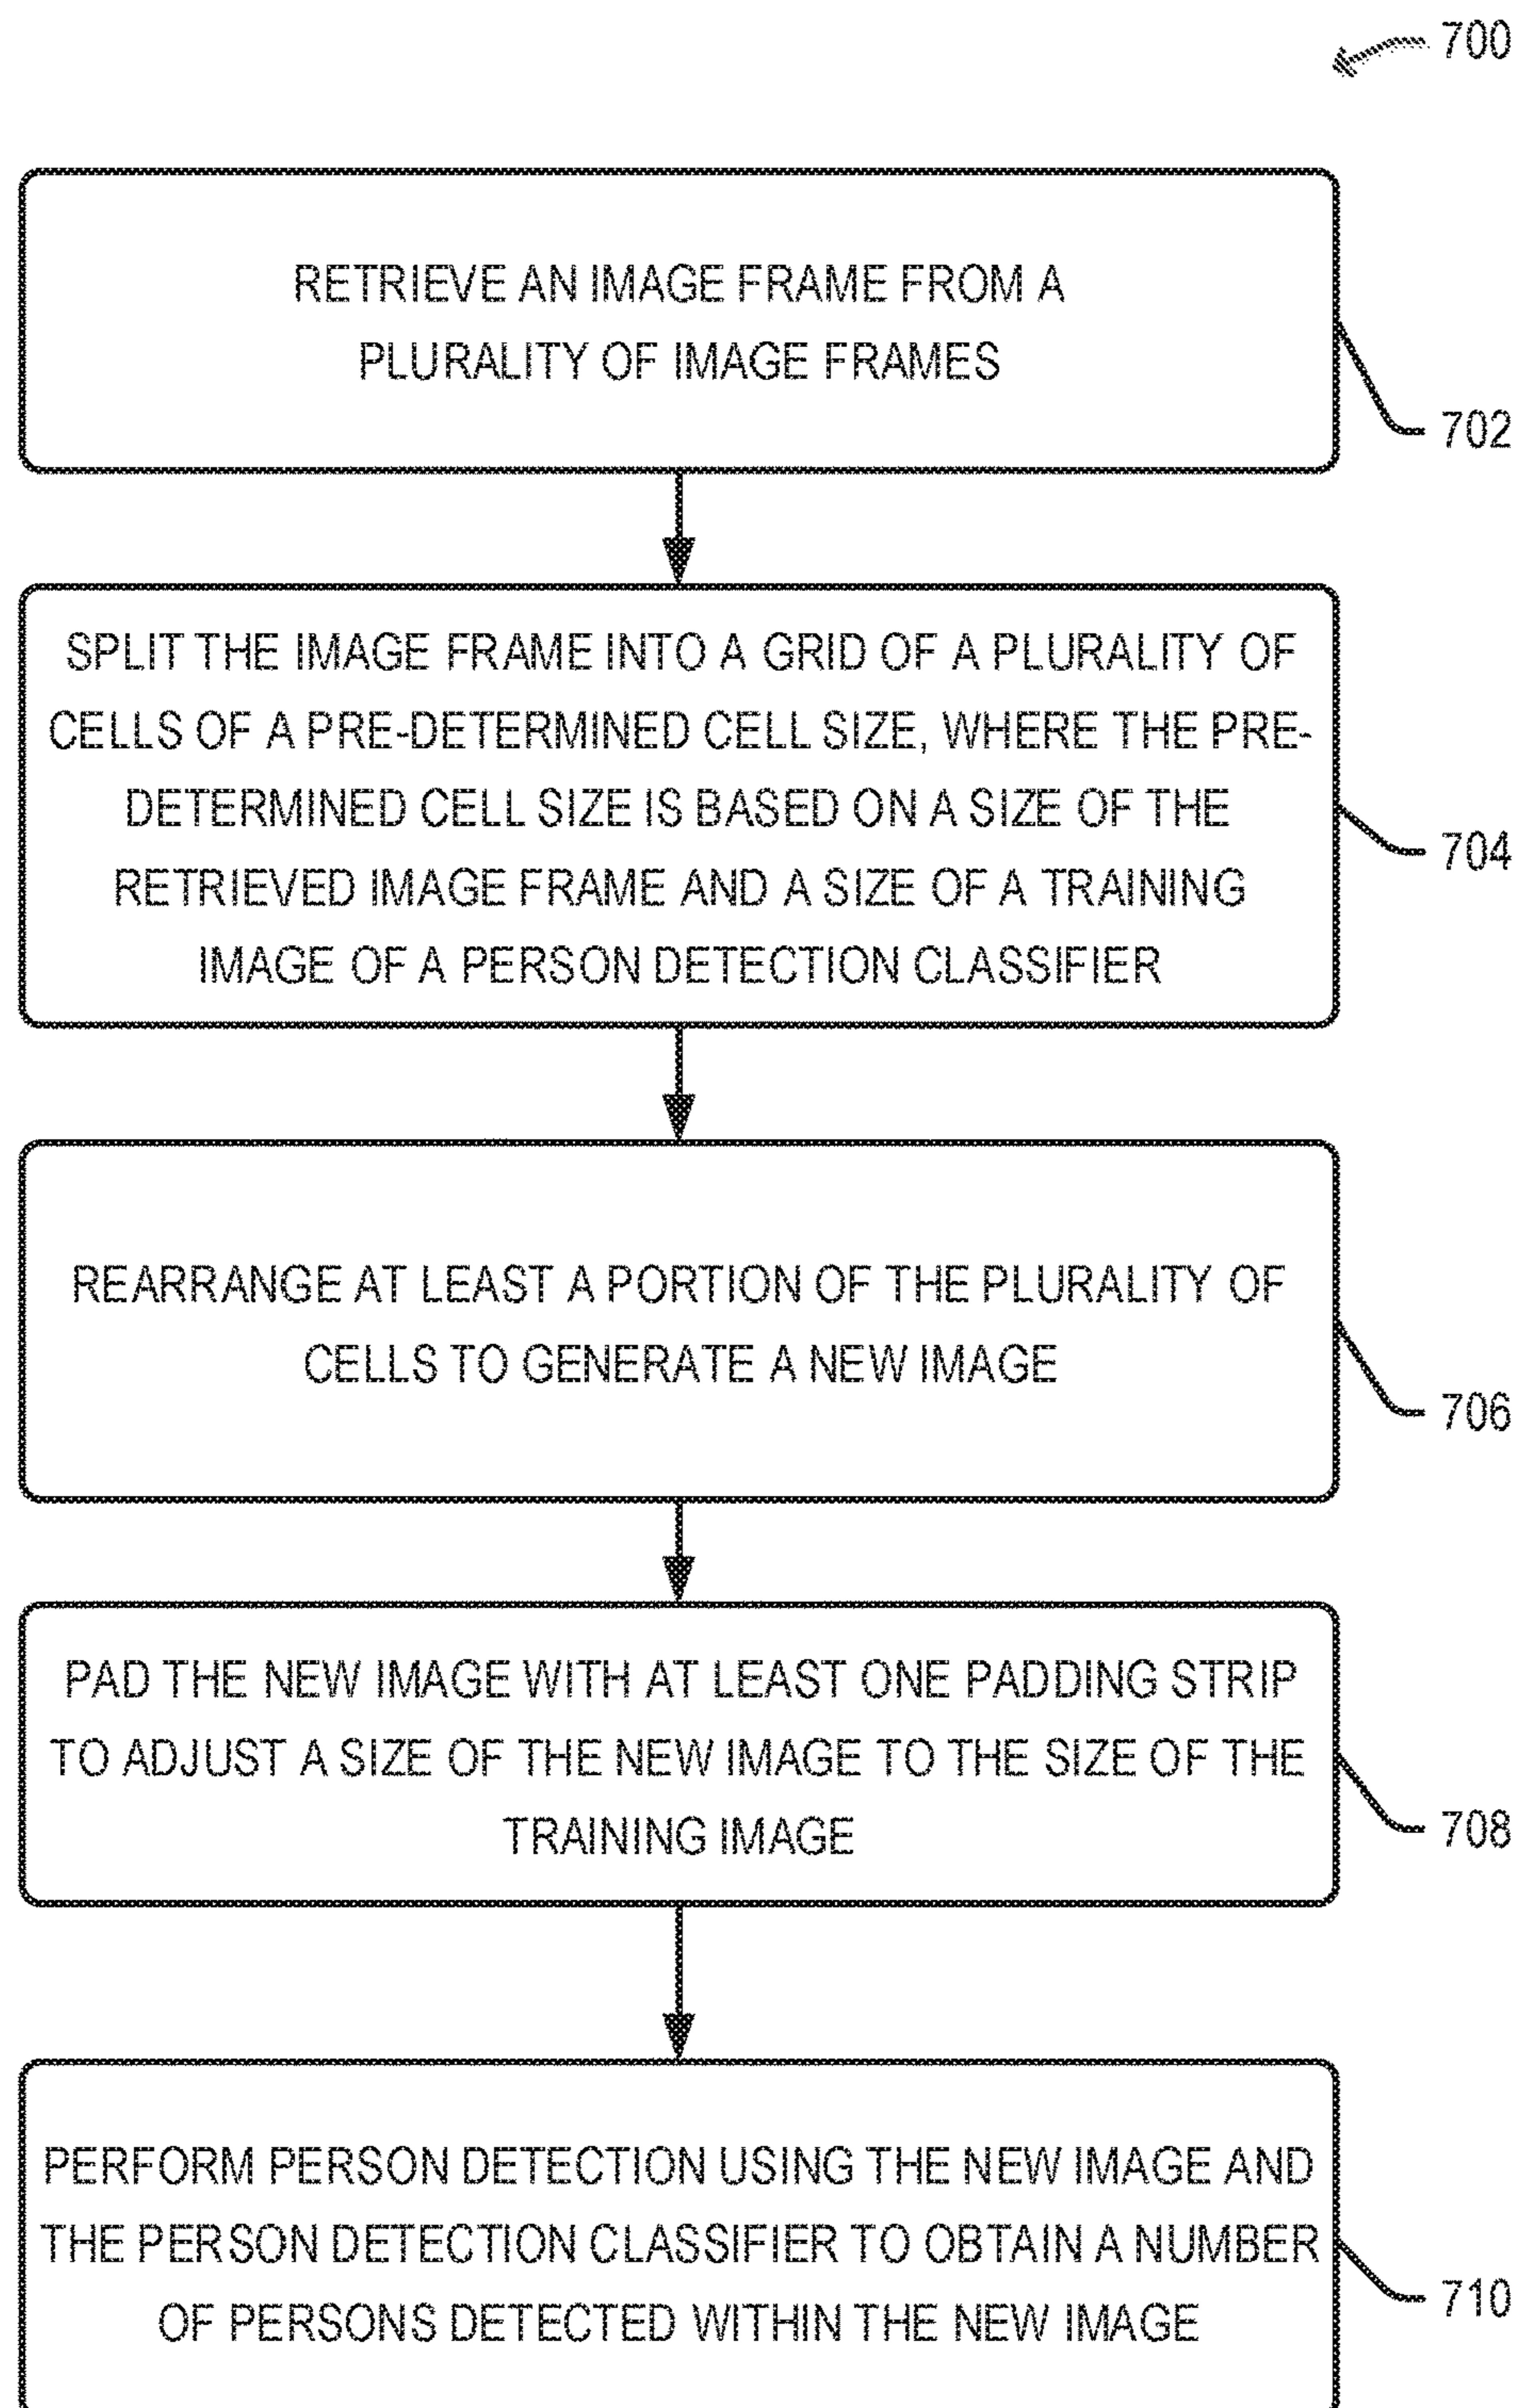 700
RETRIEVE AN IMAGE FRAME FROM A
PLURALITY OF IMAGE FRAMES
702
SPLIT THE IMAGE FRAME INTO A GRID OF A PLURALITY OF
CELLS OF A PRE-DETERMINED CELL SIZE, WHERE THE PRE-
DETERMINED CELL SIZE IS BASED ON A SIZE OF THE
RETRIEVED IMAGE FRAME AND A SIZE OF A TRAINING
IMAGE OF A PERSON DETECTION CLASSIFIER
704
REARRANGE AT LEAST A PORTION OF THE PLURALITY OF
CELLS TO GENERATE A NEW IMAGE
706
PAD THE NEW IMAGE WITH AT LEAST ONE PADDING STRIP
TO ADJUST A SIZE OF THE NEW IMAGE TO THE SIZE OF THE
TRAINING IMAGE
708
PERFORM PERSON DETECTION USING THE NEW IMAGE AND
THE PERSON DETECTION CLASSIFIER TO OBTAIN A NUMBER
OF PERSONS DETECTED WITHIN THE NEW IMAGE
710